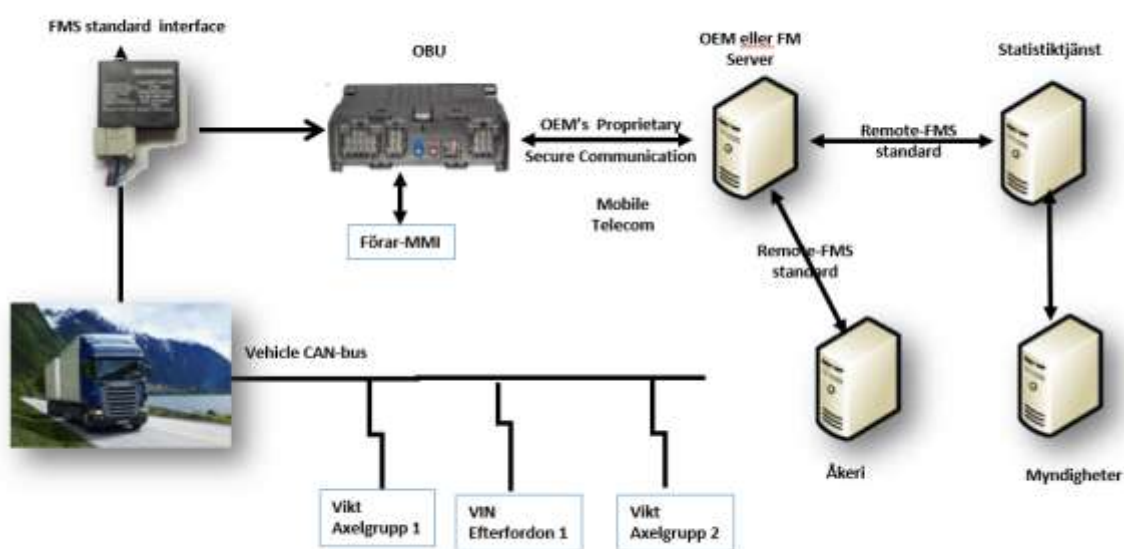 FMS standard interface
OBU
OEM eller FM
Server
Statistiktjänst
OEM's Proprietary
Secure Communication
Remote-FMS
standard
Mobile
Telecom
Förar-MMI
Remote-FMS
standard
Vehicle CAN-bus
Åkeri
Myndigheter
Vikt
Axelgrupp 1
VIN
Efterfordon 1
Vikt
Axelgrupp 2